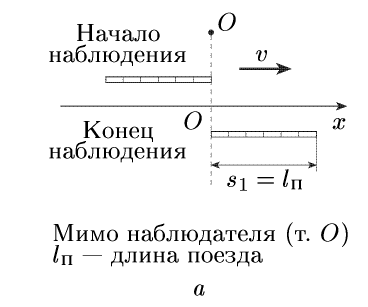 Начало
наблюдения
O
v
O
x
Конец
наблюдения
s₁ = lп
Мимо наблюдателя (т. O)
lп — длина поезда
а